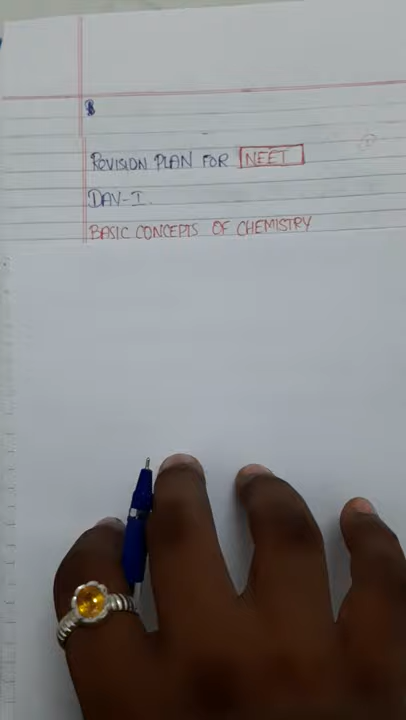 REVISION PLAN FOR NEET
DAY-I.
BASIC CONCEPTS OF CHEMISTRY